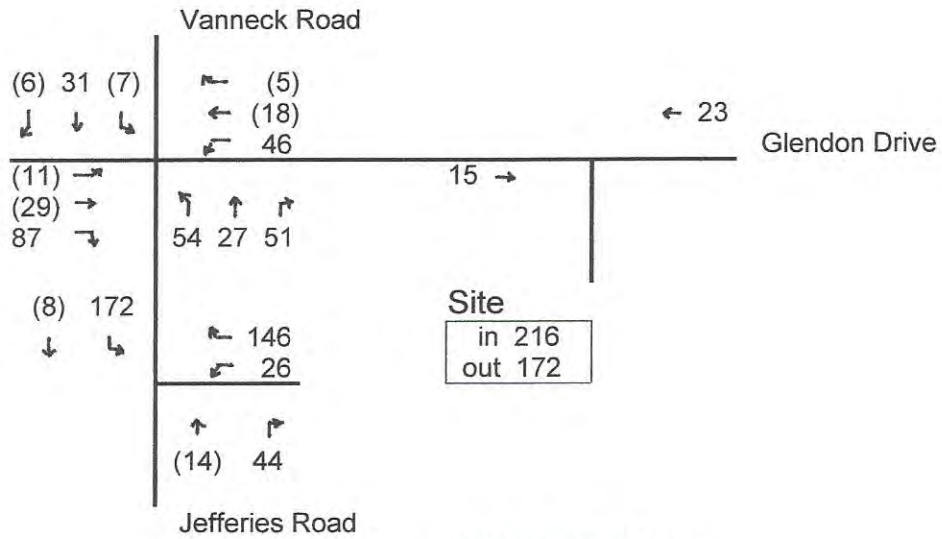 Vanneck Road
(6) 31 (7)
(5)
(18)
46
23
Glendon Drive
(11)
(29)
87
54 27 51
15
(8) 172
146
26
Site
in 216
out 172
(14) 44
Jefferies Road